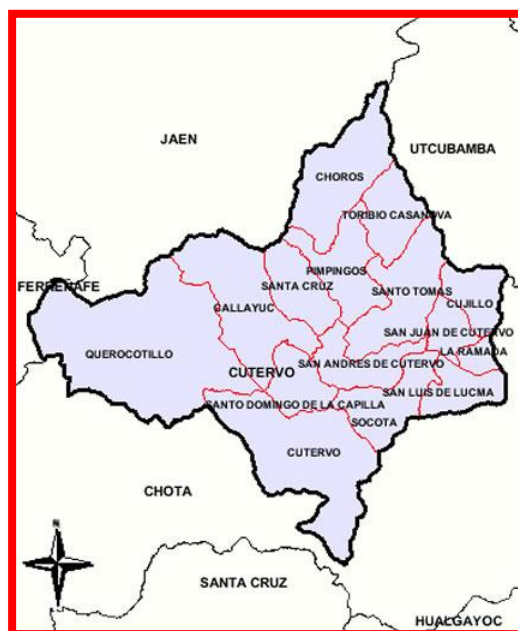 JAEN
UTCUBAMBA
CHOROS
TORIBIO CASANOVA
PIMPINGOS
FERREÑAFE
SANTA CRUZ
SANTO TOMAS
CUJILLO
CALLAYUC
SAN JUAN DE CUTERVO
LA RAMADA
QUEROCOTILLO
SAN ANDRES DE CUTERVO
CUTERVO
SAN LUIS DE LUCMA
SANTO DOMINGO DE LA CAPILLA
SOCOTA
CUTERVO
CHOTA
N
SANTA CRUZ
HUALGAYOC